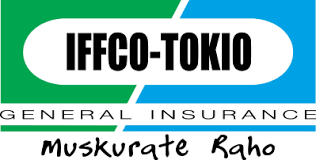 IFFCO-TOKIO
GENERAL INSURANCE
Muskurate Raho